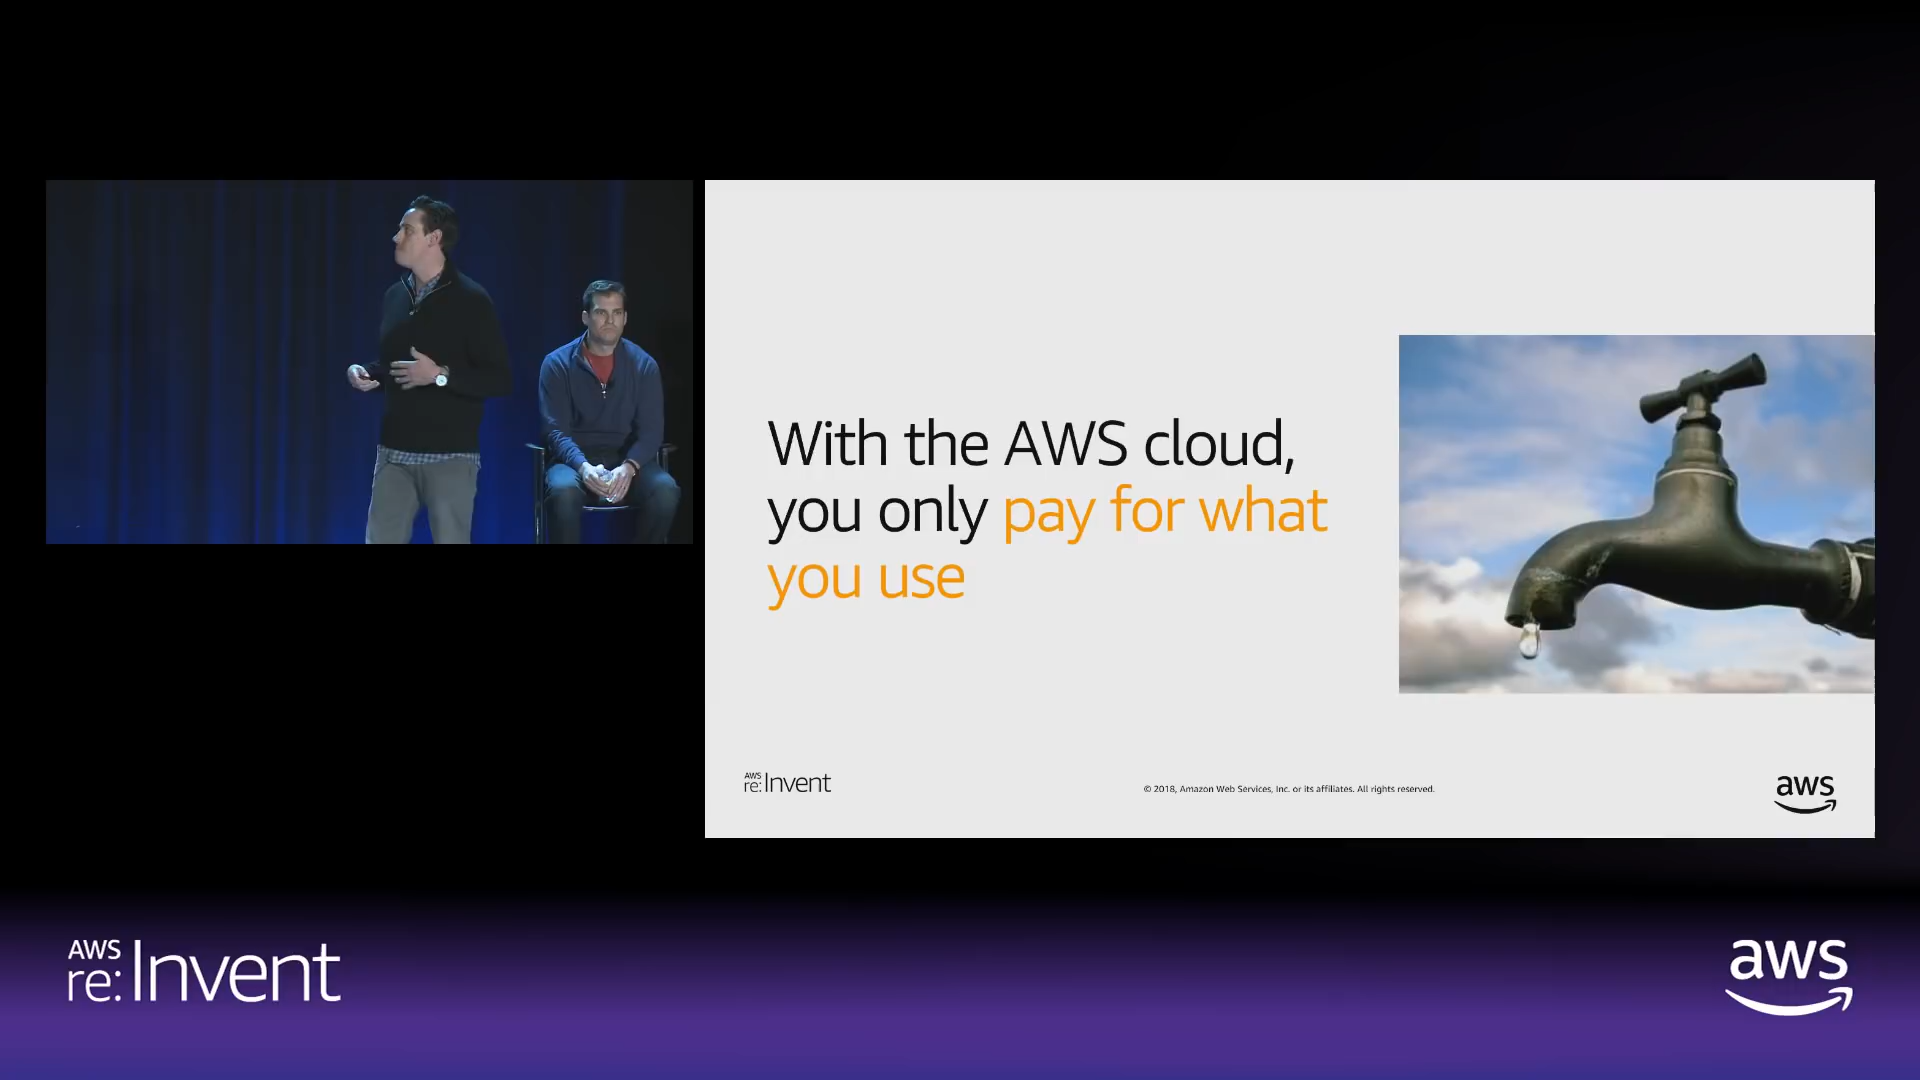 With the AWS cloud,
you only pay for what
you use
AWS
re:Invent
© 2018, Amazon Web Services, Inc. or its affiliates. All rights reserved.
aws
AWS
re:Invent
aws